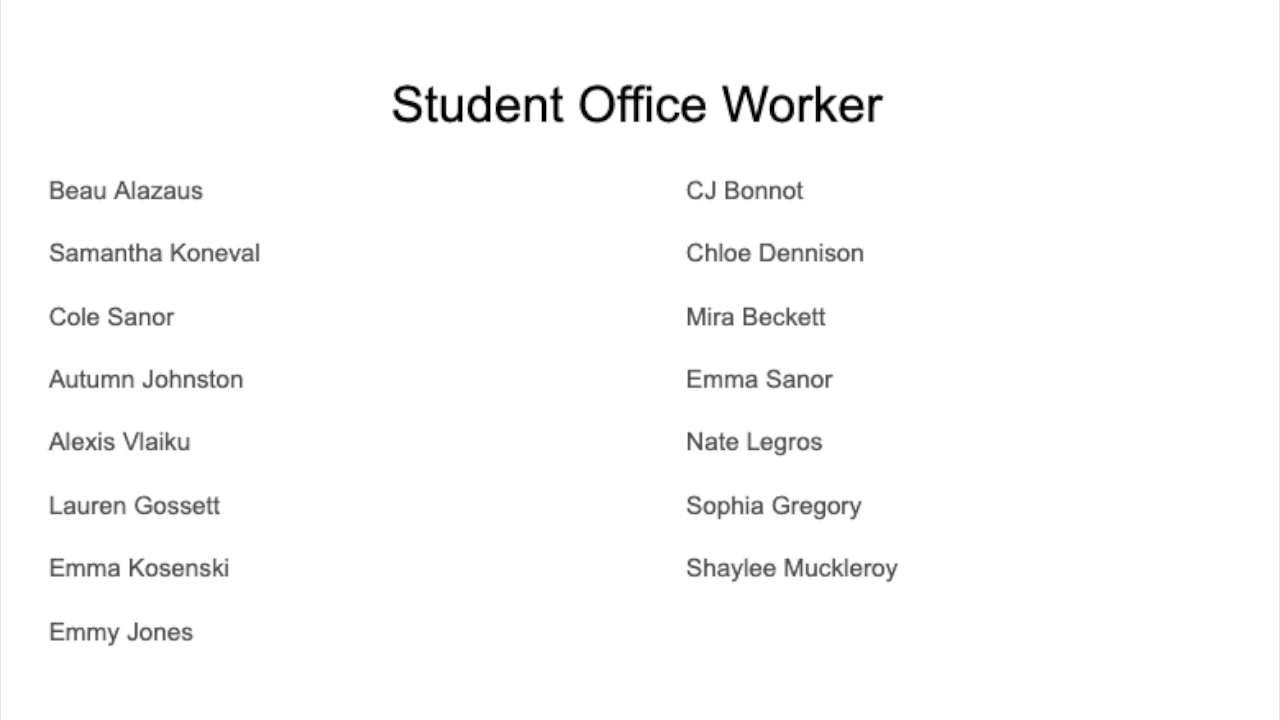 Student Office Worker
Beau Alazaus
Samantha Koneval
Cole Sanor
Autumn Johnston
Alexis Vlaiku
Lauren Gossett
Emma Kosenski
Emmy Jones
CJ Bonnot
Chloe Dennison
Mira Beckett
Emma Sanor
Nate Legros
Sophia Gregory
Shaylee Muckleroy